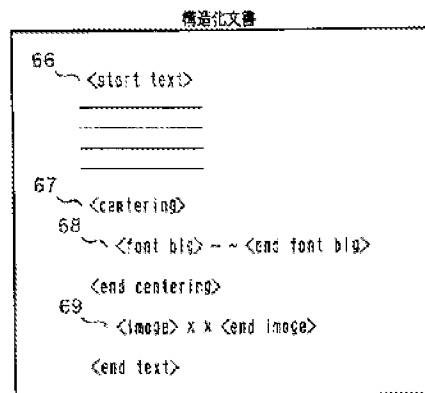 構造化文書
66
<start text>
67
<centering>
68
<font big> ~ ~ <end font big>
<end centering>
69
<image> x x <end image>
<end text>